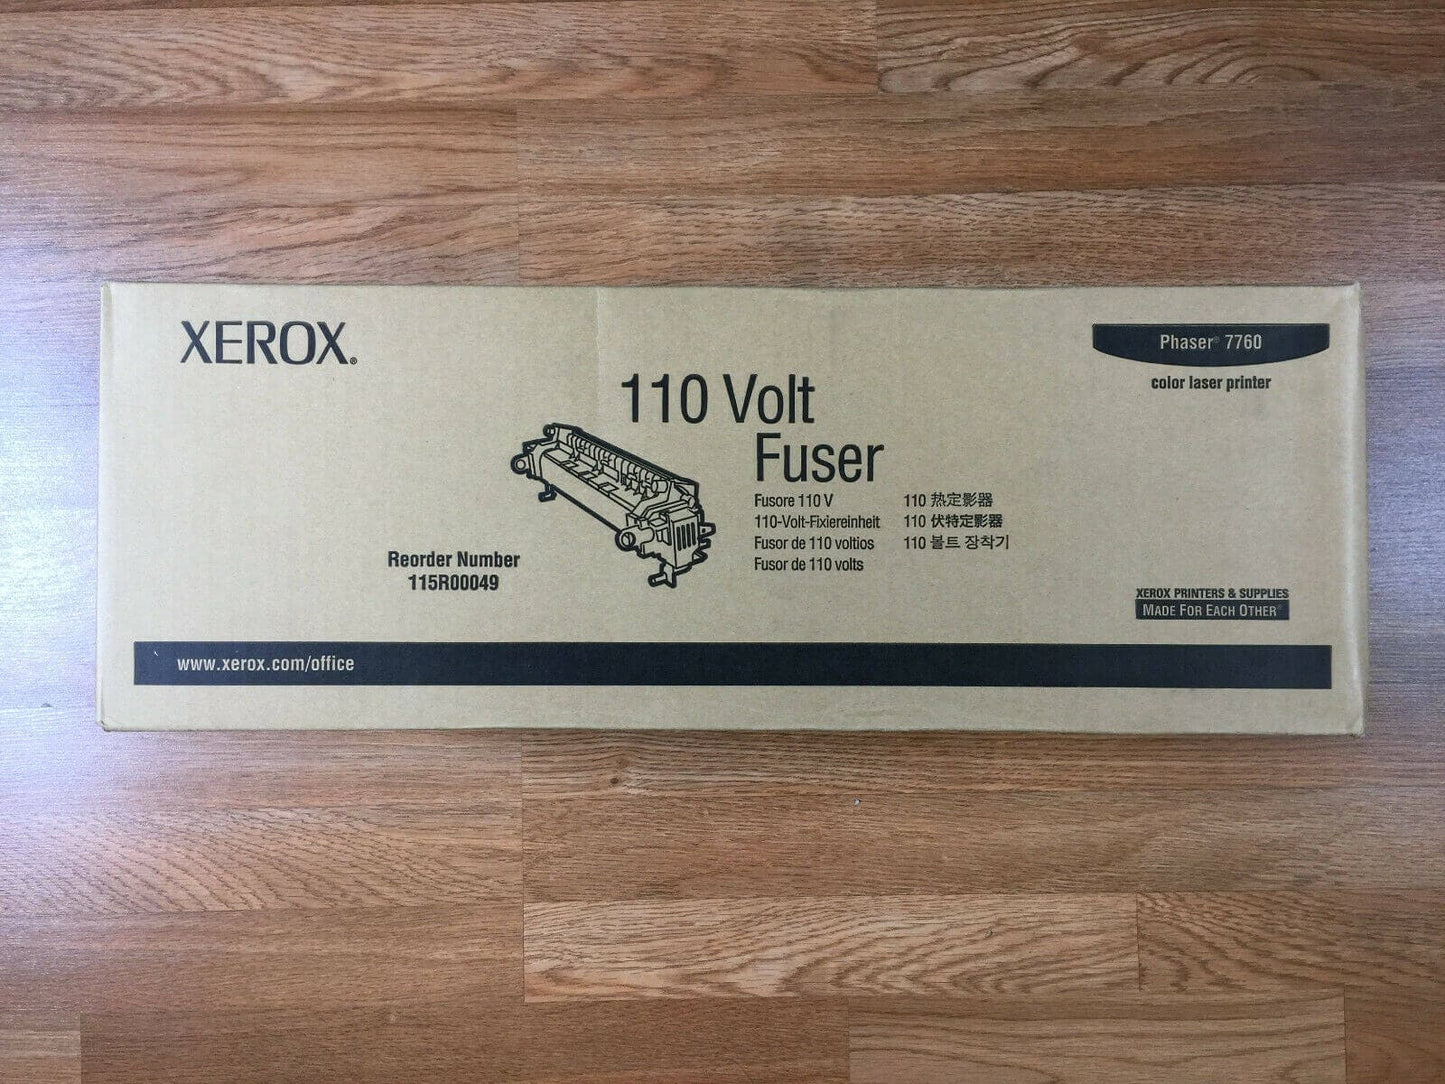 XEROX®
Phaser® 7760
color laser printer
110 Volt
Fuser
Fusore 110 V
110-Volt-Fixiereinheit
Fusor de 110 voltios
Fusor de 110 volts
110 热定影器
110 伏特定影器
110 볼트 장착기
Reorder Number
115R00049
XEROX PRINTERS & SUPPLIES
MADE FOR EACH OTHER®
www.xerox.com/office